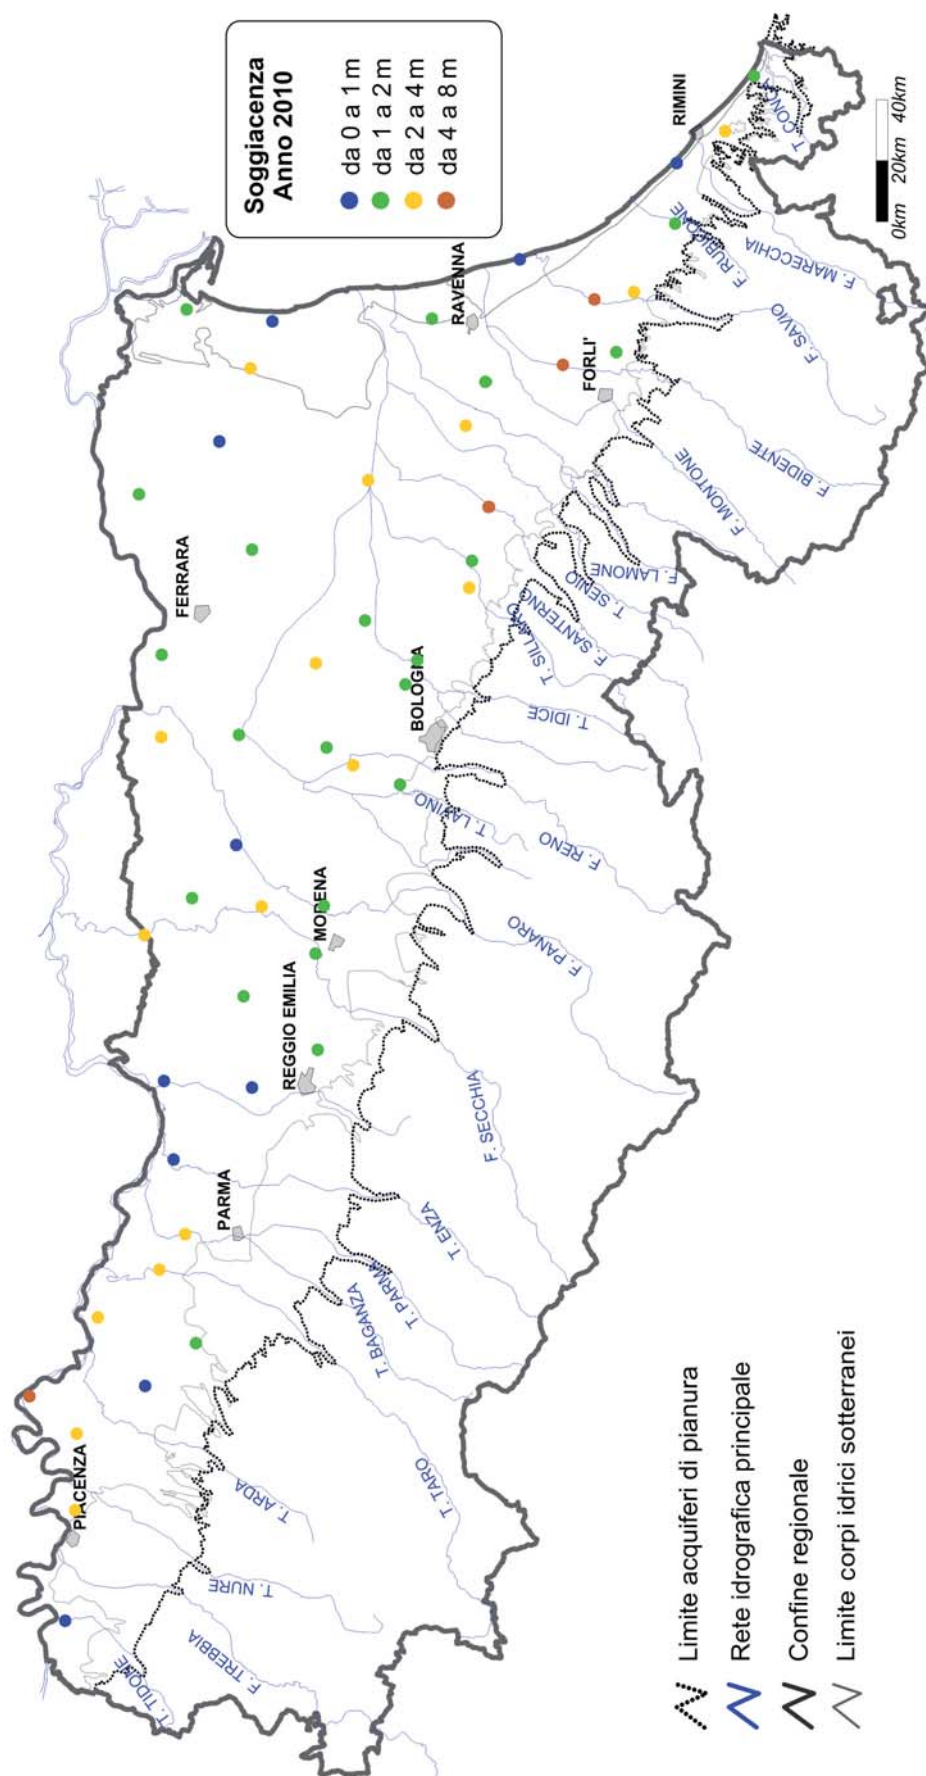 Soggiacenza
Anno 2010
da 0 a 1 m
da 1 a 2 m
da 2 a 4 m
da 4 a 8 m
PIACENZA
PARMA
REGGIO EMILIA
MODENA
BOLOGNA
FERRARA
RAVENNA
FORLI'
RIMINI
T. TIDONE
F. TREBBIA
T. NURE
T. ARDA
T. TARO
T. BAGANZA
T. PARMA
T. ENZA
F. SECCHIA
F. PANARO
T. LAVINO
F. RENO
T. IDICE
T. SILLARO
F. SANTERNO
T. SENIO
F. LAMONE
F. MONTONE
F. BIDENTE
F. SAVIO
F. RUBICONE
F. MARECCHIA
T. CONCA
0km 20km 40km
Limite acquiferi di pianura
Rete idrografica principale
Confine regionale
Limite corpi idrici sotterranei